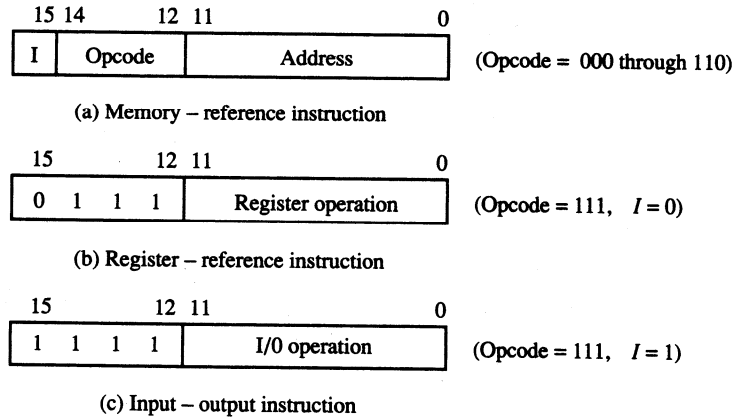 15 14 12 11 0
I Opcode Address (Opcode = 000 through 110)
(a) Memory – reference instruction
15 12 11 0
0 1 1 1 Register operation (Opcode = 111, I = 0)
(b) Register – reference instruction
15 12 11 0
1 1 1 1 I/0 operation (Opcode = 111, I = 1)
(c) Input – output instruction